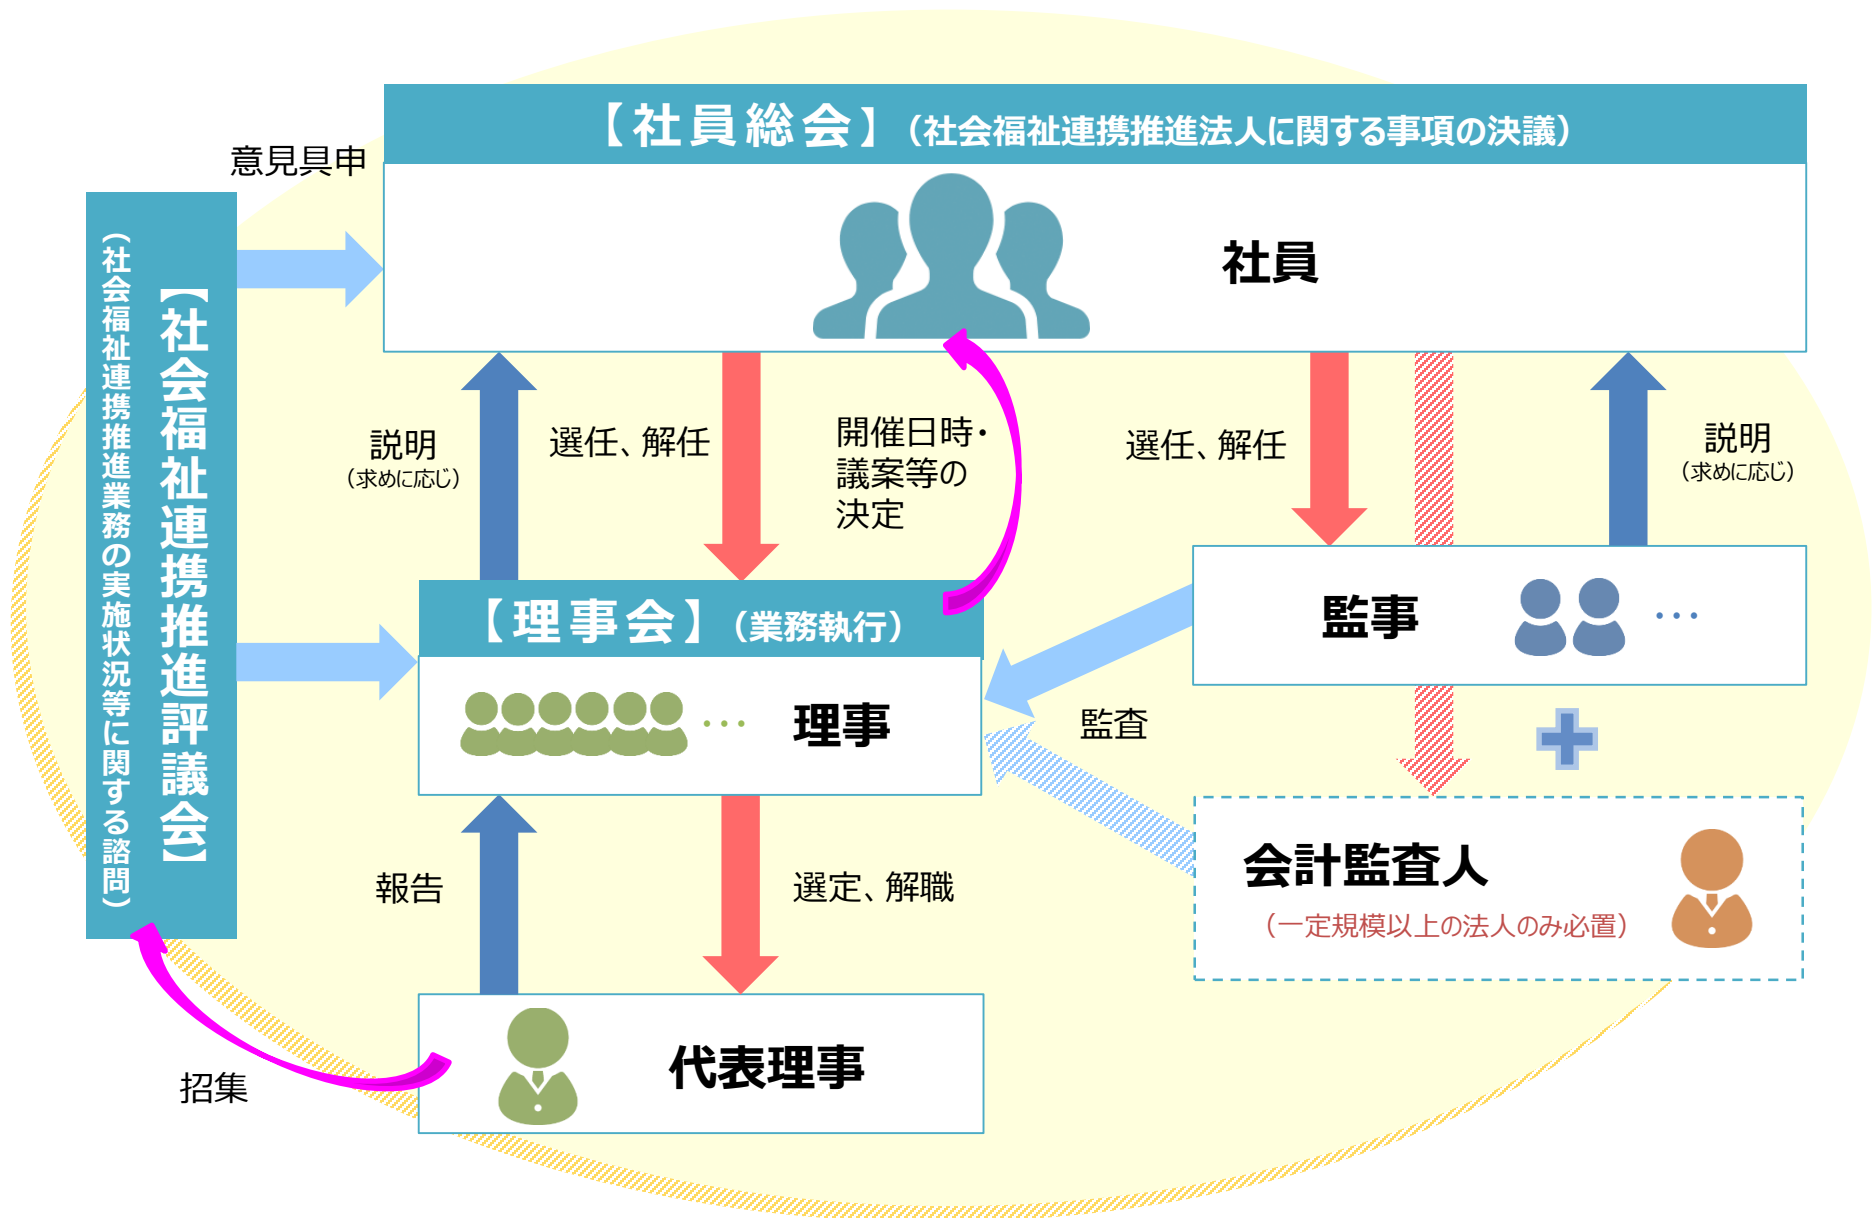 【社員総会】（社会福祉連携推進法人に関する事項の決議）
社員
意見具申
【社会福祉連携推進評議会】
（社会福祉連携推進業務の実施状況等に関する諮問）
説明
（求めに応じ）
選任、解任
開催日時・
議案等の
決定
選任、解任
説明
（求めに応じ）
【理事会】（業務執行）
・・・
理事
監事
・・・
監査
会計監査人
（一定規模以上の法人のみ必置）
報告
選定、解職
代表理事
招集